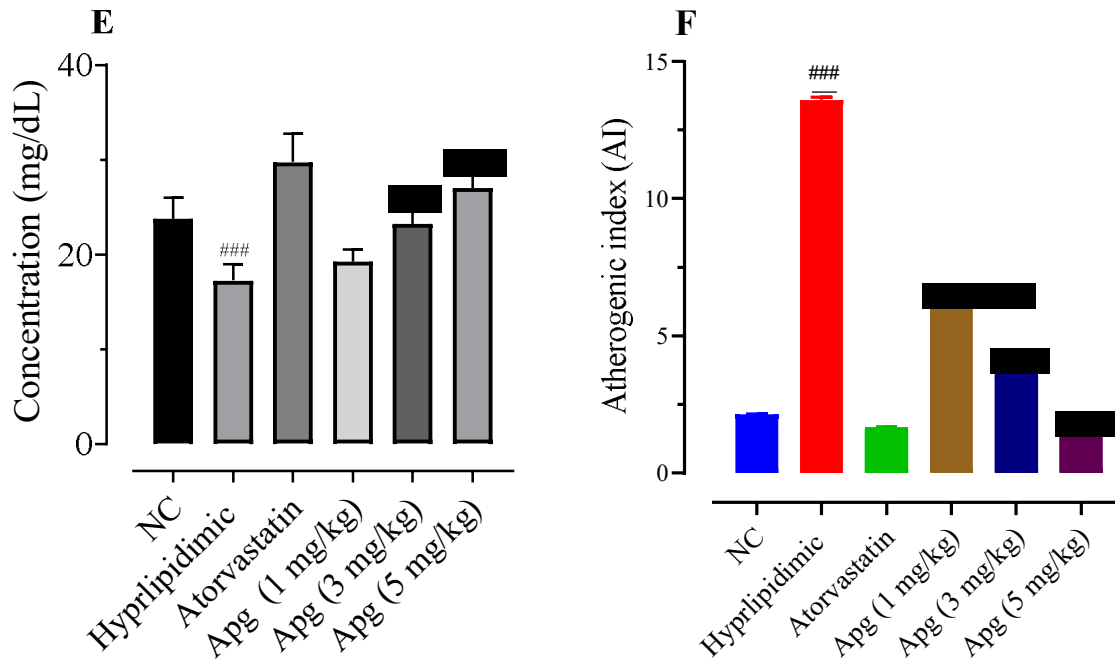 E
Concentration (mg/dL)
40
20
0
###
NC
Hyprlipidimic
Atorvastatin
Apg (1 mg/kg)
Apg (3 mg/kg)
Apg (5 mg/kg)
F
Atherogenic index (AI)
15
10
5
0
###
NC
Hyprlipidimic
Atorvastatin
Apg (1 mg/kg)
Apg (3 mg/kg)
Apg (5 mg/kg)